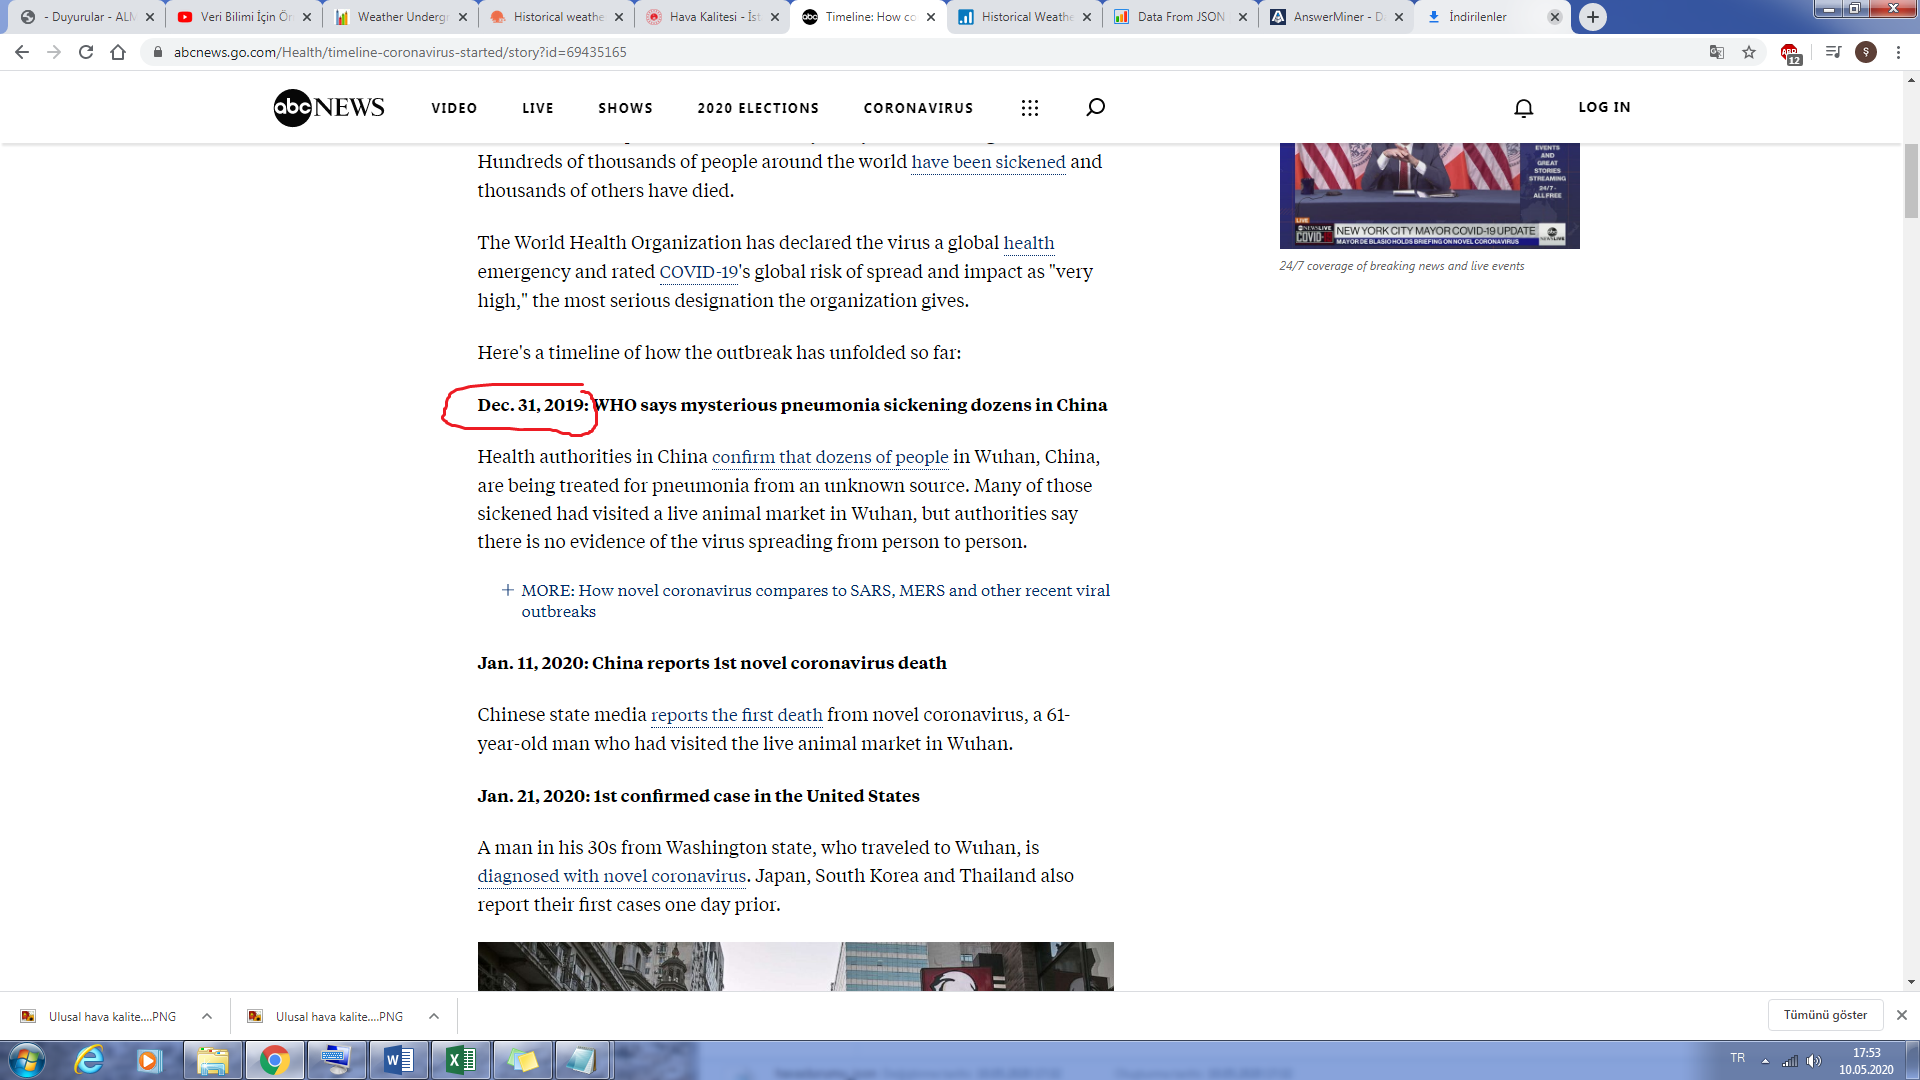 - Duyurular - ALM
Veri Bilimi İçin Ör
Weather Undergr
Historical weathe
Hava Kalitesi - İst
Timeline: How co
Historical Weathe
Data From JSON
AnswerMiner - Da
İndirilenler
abcnews.go.com/Health/timeline-coronavirus-started/story?id=69435165
ABP
12
Ş
abc NEWS
VIDEO
LIVE
SHOWS
2020 ELECTIONS
CORONAVIRUS
LOG IN
Hundreds of thousands of people around the world have been sickened and
thousands of others have died.
The World Health Organization has declared the virus a global health
emergency and rated COVID-19's global risk of spread and impact as "very
high," the most serious designation the organization gives.
Here's a timeline of how the outbreak has unfolded so far:
Dec. 31, 2019: WHO says mysterious pneumonia sickening dozens in China
Health authorities in China confirm that dozens of people in Wuhan, China,
are being treated for pneumonia from an unknown source. Many of those
sickened had visited a live animal market in Wuhan, but authorities say
there is no evidence of the virus spreading from person to person.
+ MORE: How novel coronavirus compares to SARS, MERS and other recent viral
outbreaks
Jan. 11, 2020: China reports 1st novel coronavirus death
Chinese state media reports the first death from novel coronavirus, a 61-
year-old man who had visited the live animal market in Wuhan.
Jan. 21, 2020: 1st confirmed case in the United States
A man in his 30s from Washington state, who traveled to Wuhan, is
diagnosed with novel coronavirus. Japan, South Korea and Thailand also
report their first cases one day prior.
EVENTS
AND
GREAT
STORIES
STREAMING
24/7 -
ALL FREE
LIVE
NEWS LIVE
COVID-19
NEW YORK CITY MAYOR COVID-19 UPDATE
MAYOR DE BLASIO HOLDS BRIEFING ON NOVEL CORONAVIRUS
abc
NEWS LIVE
24/7 coverage of breaking news and live events
Ulusal hava kalite....PNG
Ulusal hava kalite....PNG
Tümünü göster
TR
17:53
10.05.2020